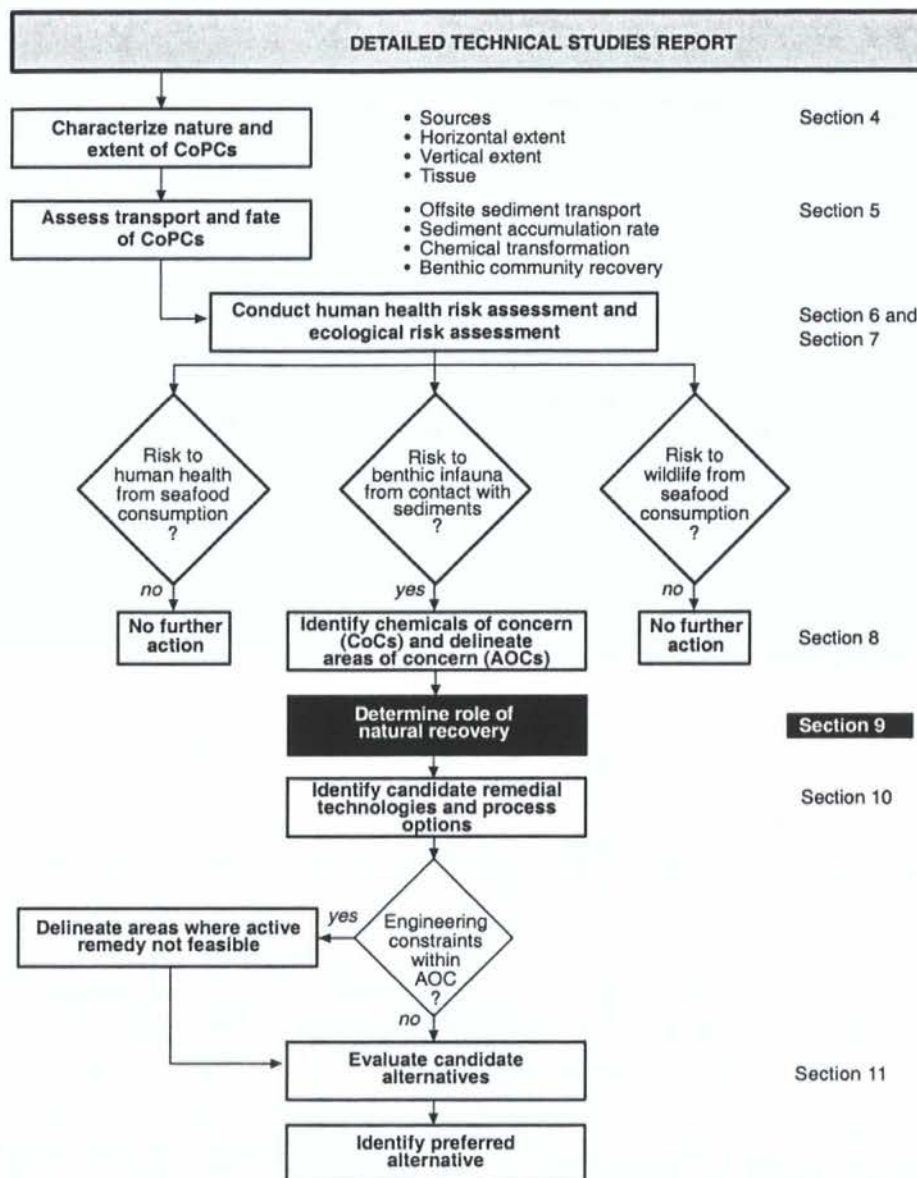 DETAILED TECHNICAL STUDIES REPORT
Characterize nature and
extent of CoPCs
• Sources
• Horizontal extent
• Vertical extent
• Tissue
Section 4
Assess transport and fate
of CoPCs
• Offsite sediment transport
• Sediment accumulation rate
• Chemical transformation
• Benthic community recovery
Section 5
Conduct human health risk assessment and
ecological risk assessment
Section 6 and
Section 7
Risk to
human health
from seafood
consumption
?
Risk to
benthic infauna
from contact with
sediments
?
Risk to
wildlife from
seafood
consumption
?
no
yes
no
No further
action
Identify chemicals of concern
(CoCs) and delineate
areas of concern (AOCs)
No further
action
Section 8
Determine role of
natural recovery
Section 9
Identify candidate remedial
technologies and process
options
Section 10
Engineering
constraints
within
AOC
?
yes
Delineate areas where active
remedy not feasible
no
Evaluate candidate
alternatives
Section 11
Identify preferred
alternative